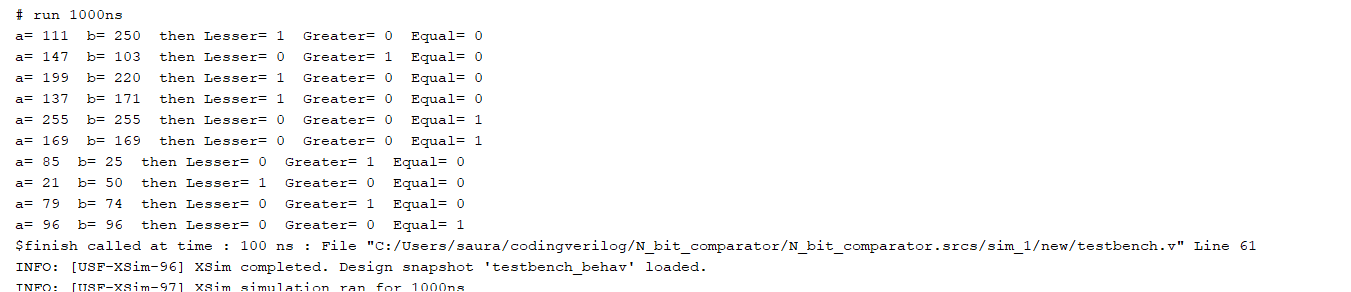 # run 1000ns
a= 111  b= 250  then Lesser= 1  Greater= 0  Equal= 0
a= 147  b= 103  then Lesser= 0  Greater= 1  Equal= 0
a= 199  b= 220  then Lesser= 1  Greater= 0  Equal= 0
a= 137  b= 171  then Lesser= 1  Greater= 0  Equal= 0
a= 255  b= 255  then Lesser= 0  Greater= 0  Equal= 1
a= 169  b= 169  then Lesser= 0  Greater= 0  Equal= 1
a= 85  b= 25  then Lesser= 0  Greater= 1  Equal= 0
a= 21  b= 50  then Lesser= 1  Greater= 0  Equal= 0
a= 79  b= 74  then Lesser= 0  Greater= 1  Equal= 0
a= 96  b= 96  then Lesser= 0  Greater= 0  Equal= 1
$finish called at time : 100 ns : File "C:/Users/saura/codingverilog/N_bit_comparator/N_bit_comparator.srcs/sim_1/new/testbench.v" Line 61
INFO: [USF-XSim-96] XSim completed. Design snapshot 'testbench_behav' loaded.
INFO: [USF-XSim-97] XSim simulation ran for 1000ns